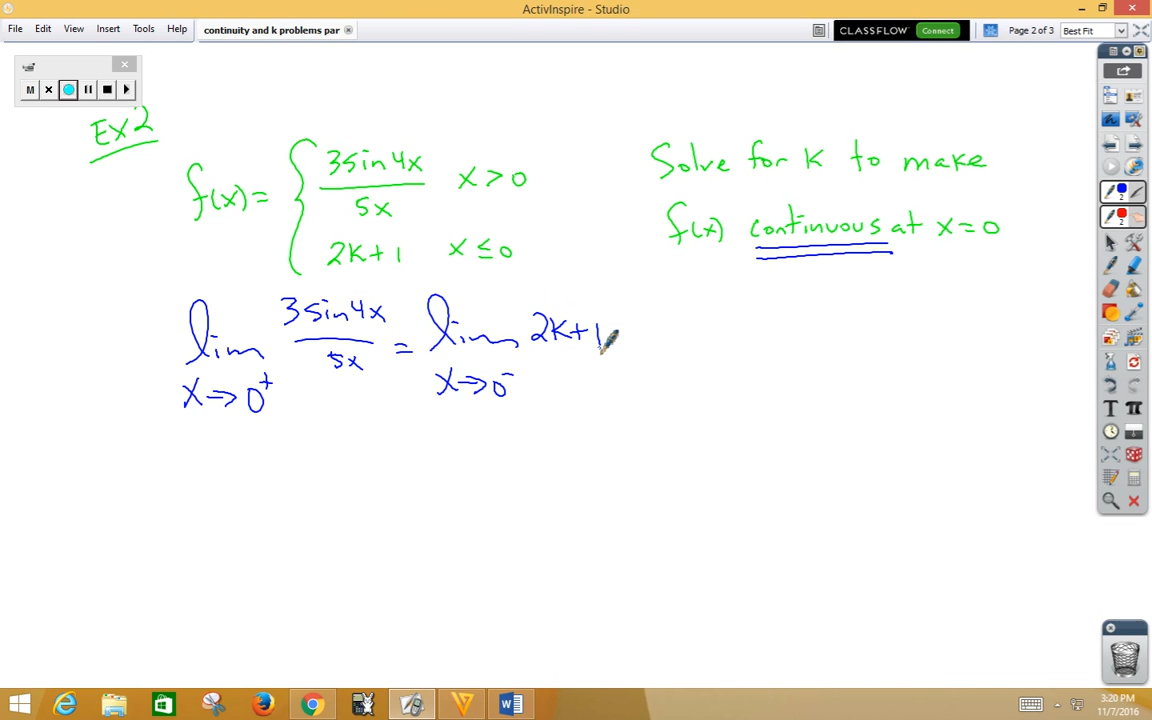 ActivInspire - Studio
File Edit View Insert Tools Help
continuity and k problems par
CLASSFLOW Connect
Page 2 of 3
Best Fit
M
Ex 2
f(x) = { 3sin4x / 5x  x > 0
2k+1  x ≤ 0
Solve for k to make
f(x) continuous at x = 0
lim x→0⁺ 3sin4x / 5x = lim x→0⁻ 2k+1
2
2
3:20 PM
11/7/2016